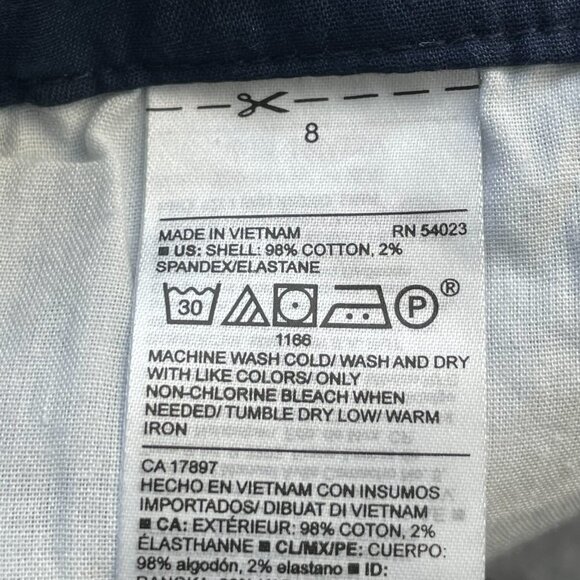 8
MADE IN VIETNAM RN 54023
■ US: SHELL: 98% COTTON, 2%
SPANDEX/ELASTANE
30 P ®
1166
MACHINE WASH COLD/ WASH AND DRY
WITH LIKE COLORS/ ONLY
NON-CHLORINE BLEACH WHEN
NEEDED/ TUMBLE DRY LOW/ WARM
IRON
CA 17897
HECHO EN VIETNAM CON INSUMOS
IMPORTADOS/ DIBUAT DI VIETNAM
■ CA: EXTÉRIEUR: 98% COTON, 2%
ÉLASTHANNE ■ CL/MX/PE: CUERPO:
98% algodón, 2% elastano ■ ID: